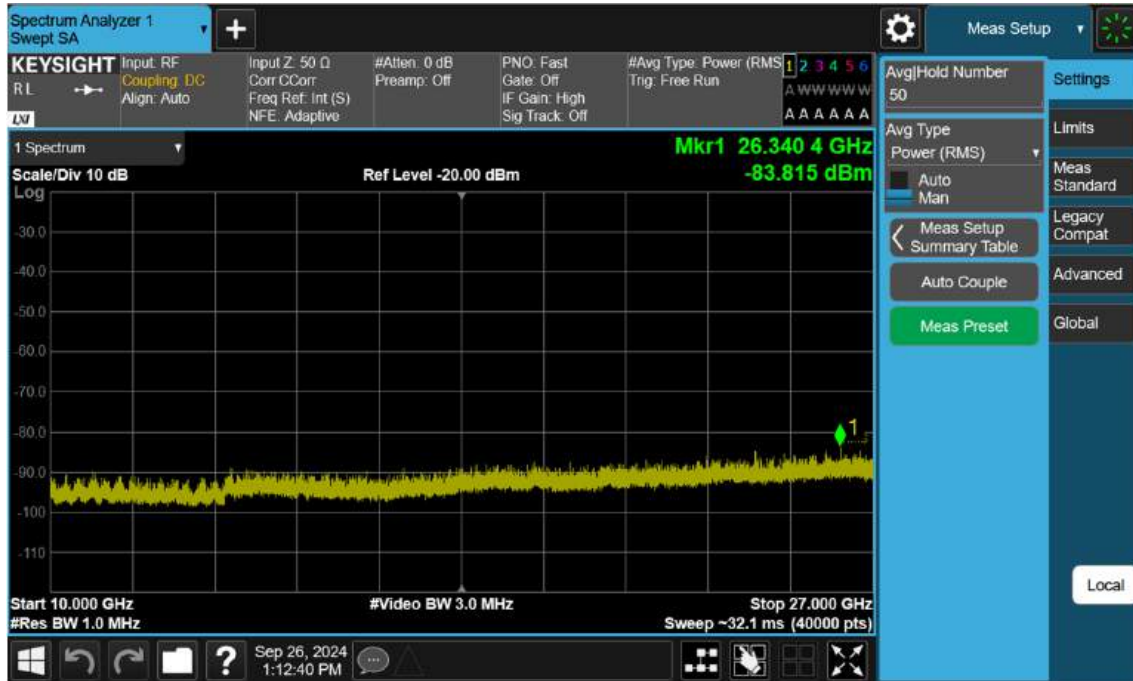 Spectrum Analyzer 1
Swept SA
+
Meas Setup
KEYSIGHT
RL
LXI
Input: RF
Coupling: DC
Align: Auto
Input Z: 50 Ω
Corr CCorr
Freq Ref: Int (S)
NFE: Adaptive
#Atten: 0 dB
Preamp: Off
PNO: Fast
Gate: Off
IF Gain: High
Sig Track: Off
#Avg Type: Power (RMS
Trig: Free Run
1 2 3 4 5 6
A W W W W W
A A A A A A
1 Spectrum
Mkr1 26.340 4 GHz
-83.815 dBm
Scale/Div 10 dB
Ref Level -20.00 dBm
Log
-30.0
-40.0
-50.0
-60.0
-70.0
-80.0
-90.0
-100
-110
1
Start 10.000 GHz
#Video BW 3.0 MHz
Stop 27.000 GHz
#Res BW 1.0 MHz
Sweep ~32.1 ms (40000 pts)
Avg|Hold Number
50
Avg Type
Power (RMS)
Auto
Man
Meas Setup
Summary Table
Auto Couple
Meas Preset
Settings
Limits
Meas
Standard
Legacy
Compat
Advanced
Global
Local
?
Sep 26, 2024
1:12:40 PM